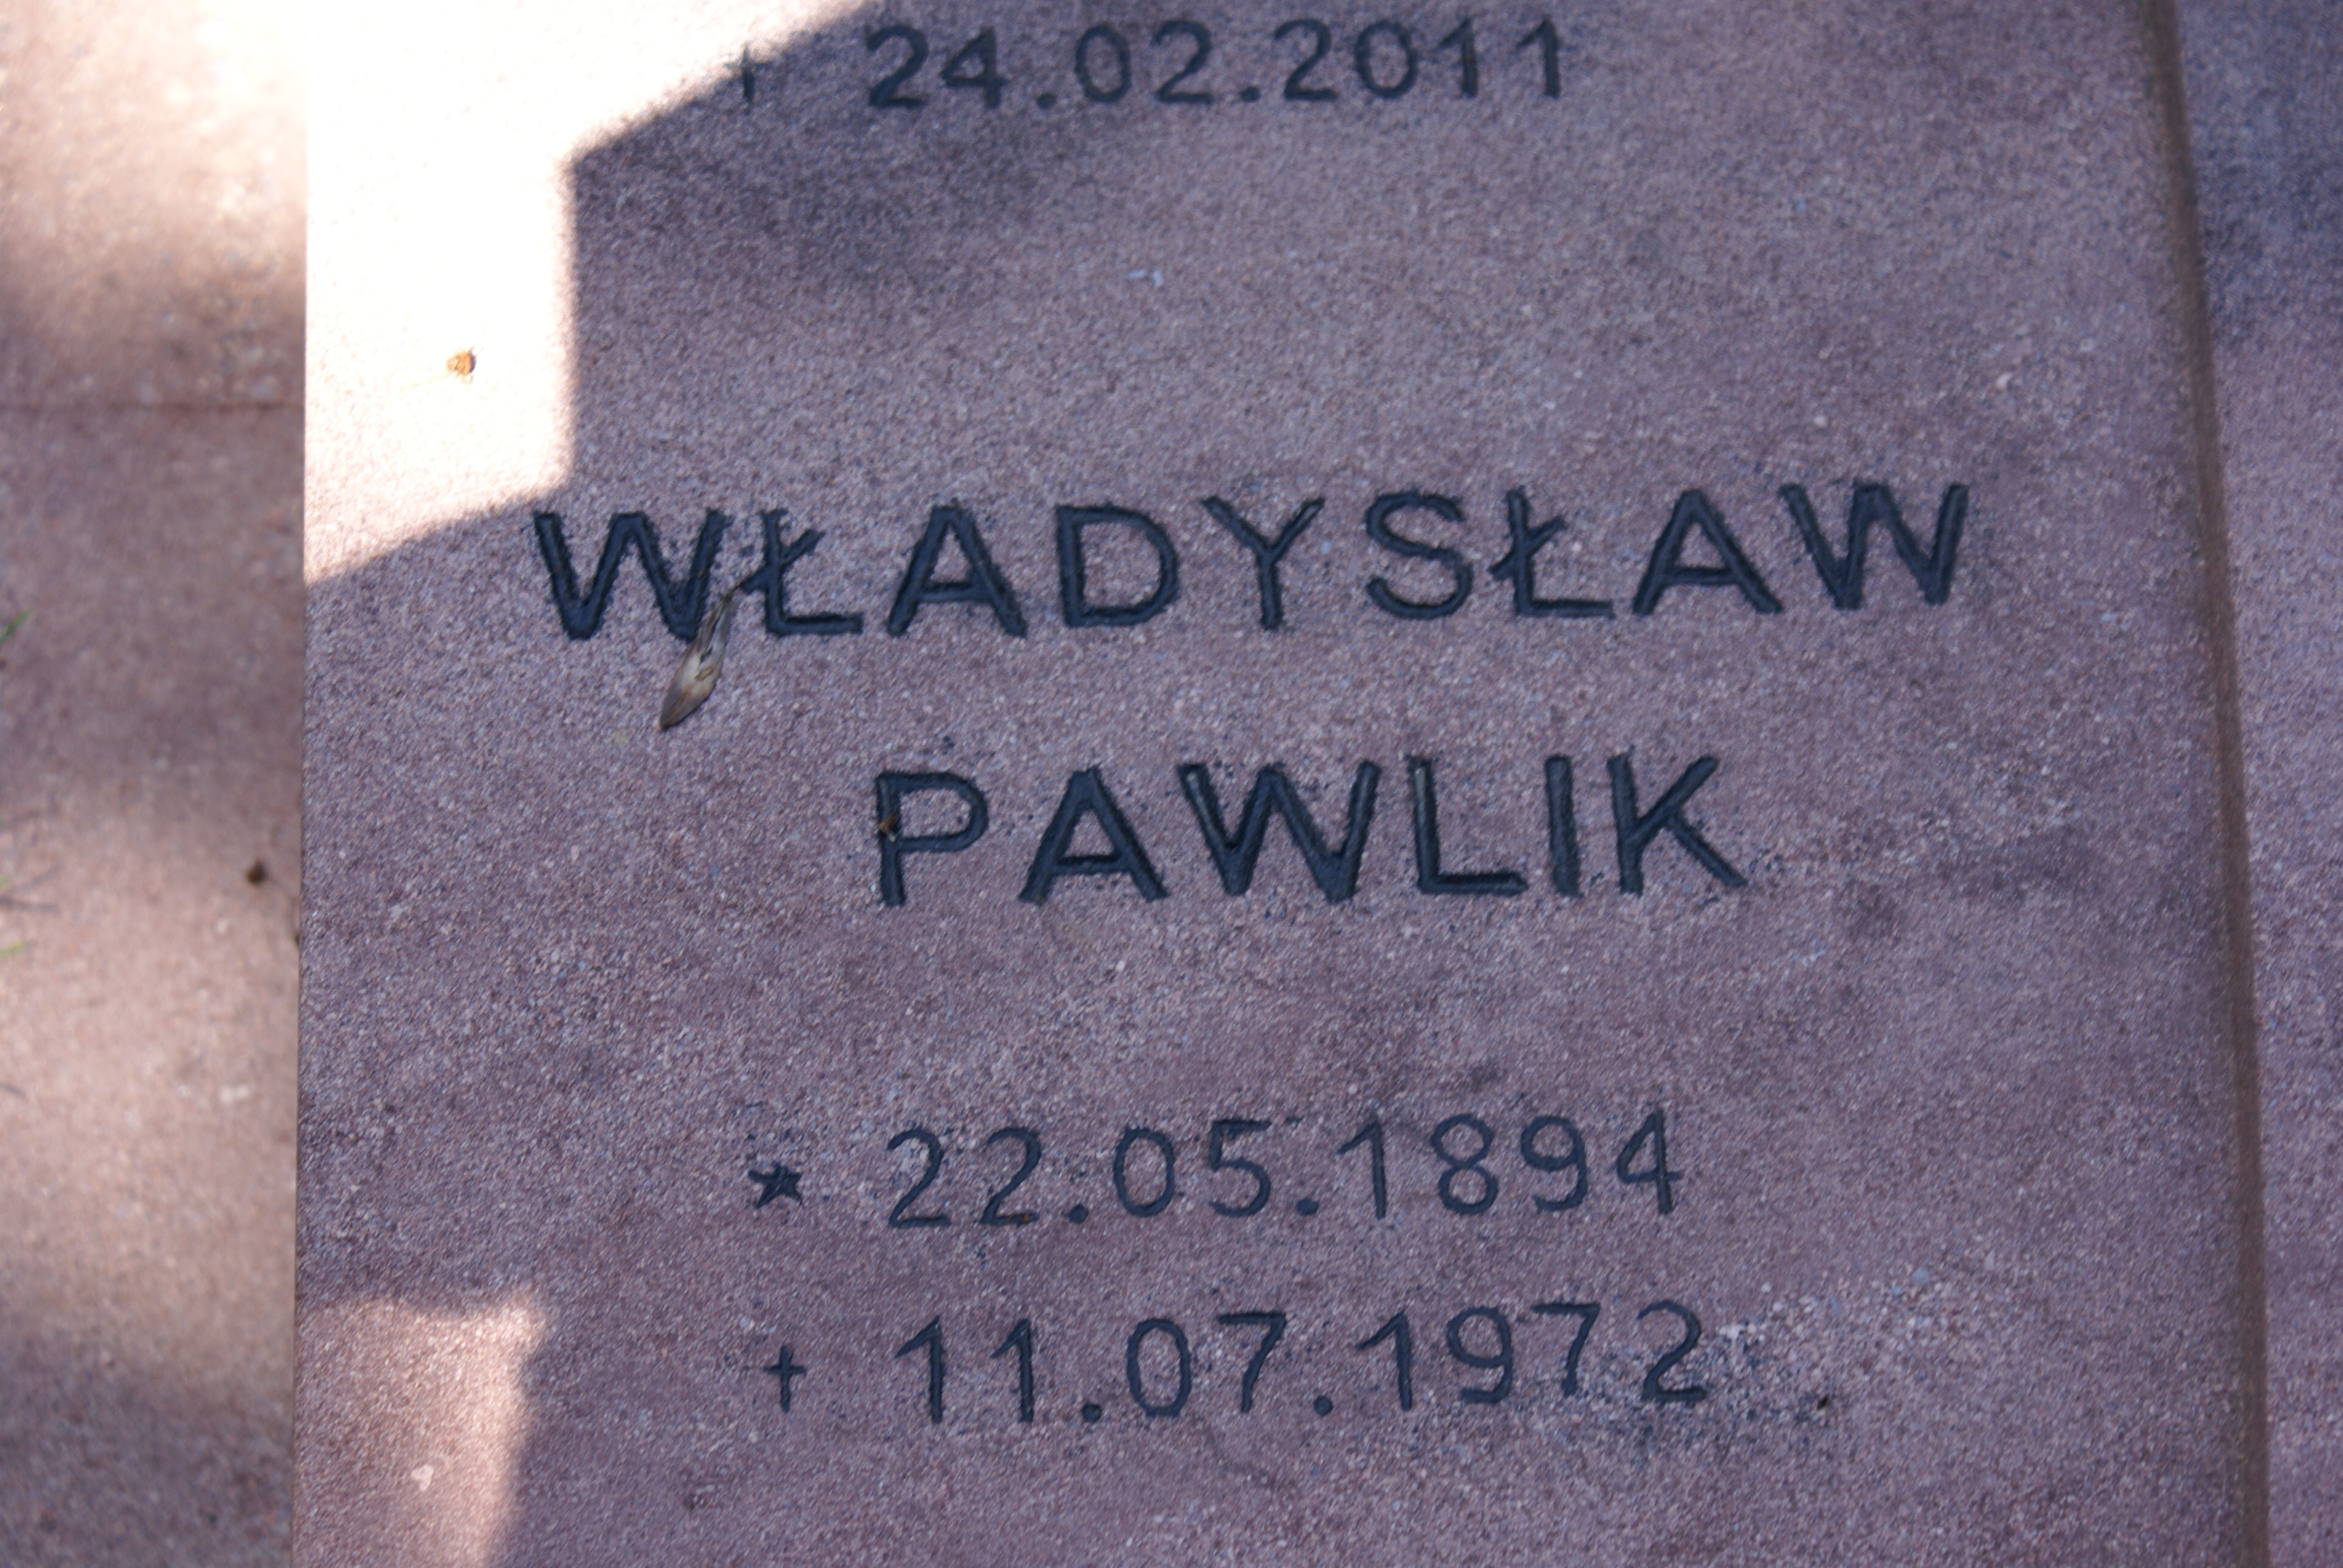 † 24.02.2011
WŁADYSŁAW
PAWLIK
* 22.05.1894
† 11.07.1972